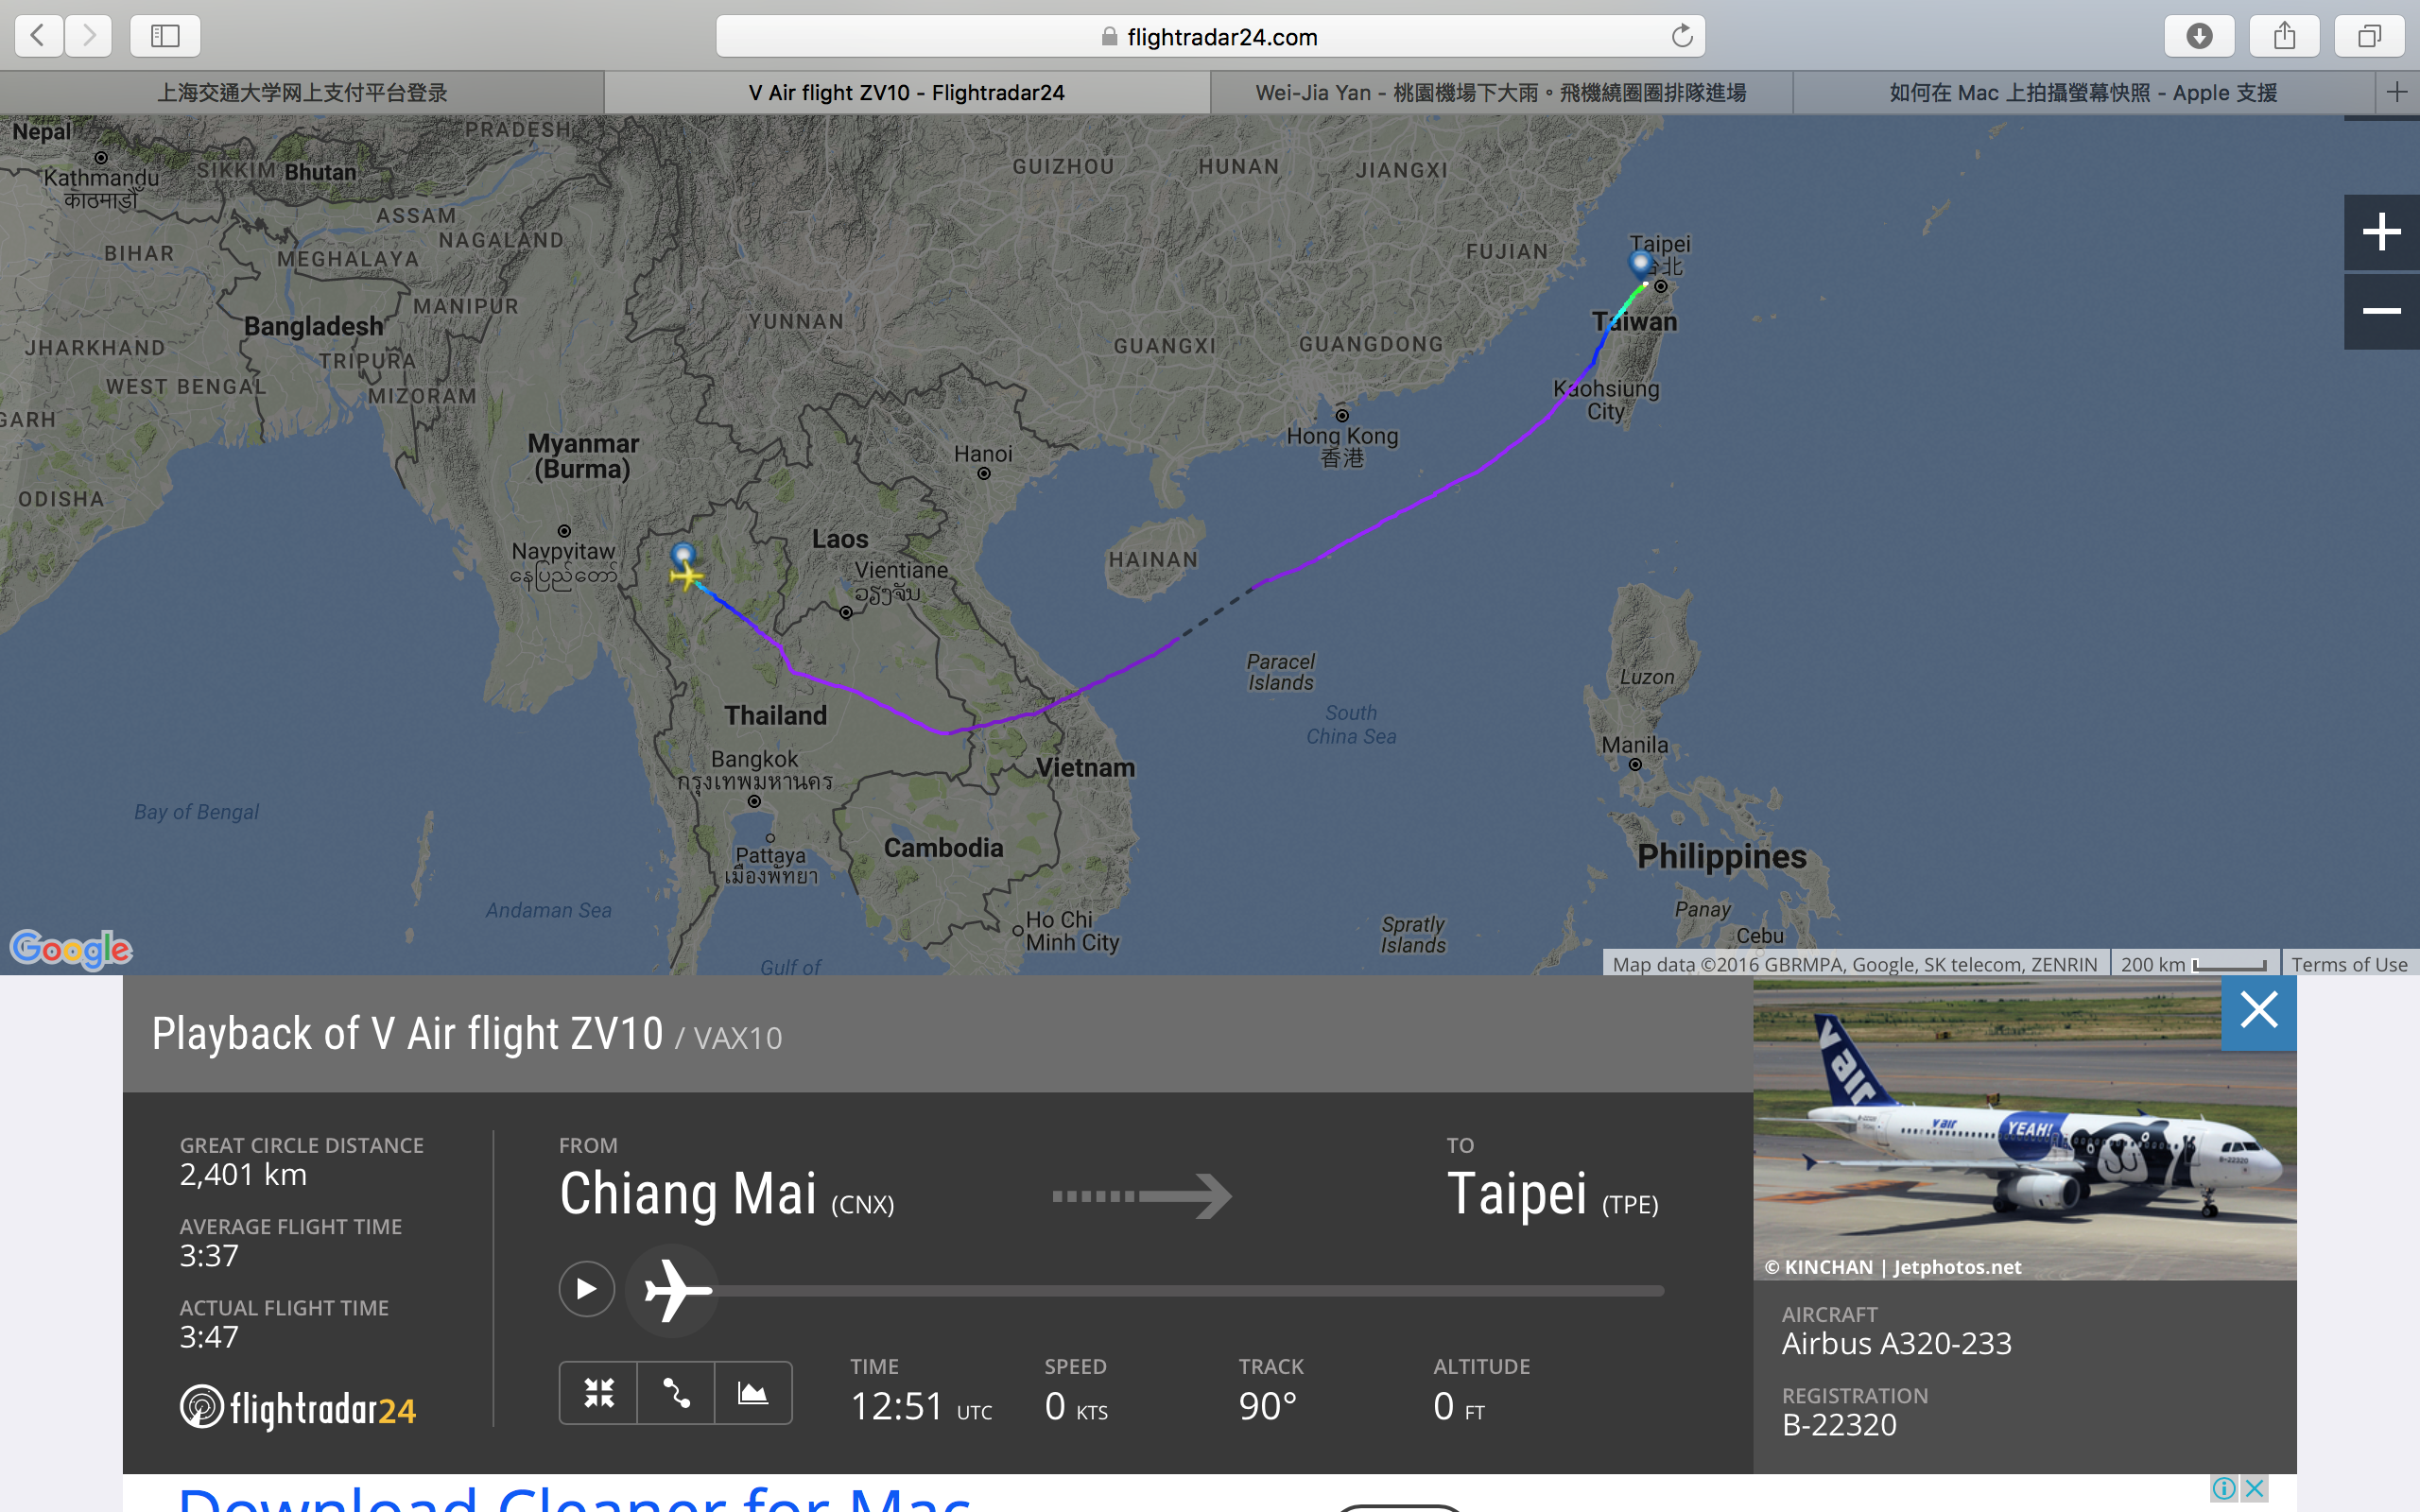 flightradar24.com
上海交通大学网上支付平台登录
V Air flight ZV10 - Flightradar24
Wei-Jia Yan - 桃園機場下大雨。飛機繞圈圈排隊進場
如何在 Mac 上拍攝螢幕快照 - Apple 支援
Nepal
PRADESH
Kathmandu
काठमाडौं
SIKKIM
Bhutan
GUIZHOU
HUNAN
JIANGXI
ASSAM
NAGALAND
BIHAR
MEGHALAYA
FUJIAN
Taipei
台北
MANIPUR
Bangladesh
YUNNAN
Taiwan
JHARKHAND
TRIPURA
GUANGXI
GUANGDONG
WEST BENGAL
MIZORAM
Kaohsiung
City
GARH
Myanmar
(Burma)
Hanoi
Hong Kong
香港
ODISHA
Laos
Naypyitaw
နေပြည်တော်
HAINAN
Vientiane
ວຽງຈັນ
Paracel
Islands
Luzon
Thailand
South
China Sea
Manila
Bangkok
กรุงเทพมหานคร
Vietnam
Bay of Bengal
Cambodia
Pattaya
เมืองพัทยา
Philippines
Andaman Sea
Ho Chi
Minh City
Spratly
Islands
Panay
Cebu
Google
Gulf of
Map data ©2016 GBRMPA, Google, SK telecom, ZENRIN
200 km
Terms of Use
Playback of V Air flight ZV10 / VAX10
GREAT CIRCLE DISTANCE
2,401 km
AVERAGE FLIGHT TIME
3:37
ACTUAL FLIGHT TIME
3:47
flightradar24
FROM
Chiang Mai (CNX)
TO
Taipei (TPE)
TIME
12:51 UTC
SPEED
0 KTS
TRACK
90°
ALTITUDE
0 FT
v air
v air
YEAH!
B-22320
© KINCHAN | Jetphotos.net
AIRCRAFT
Airbus A320-233
REGISTRATION
B-22320
Download Cleaner for Mac